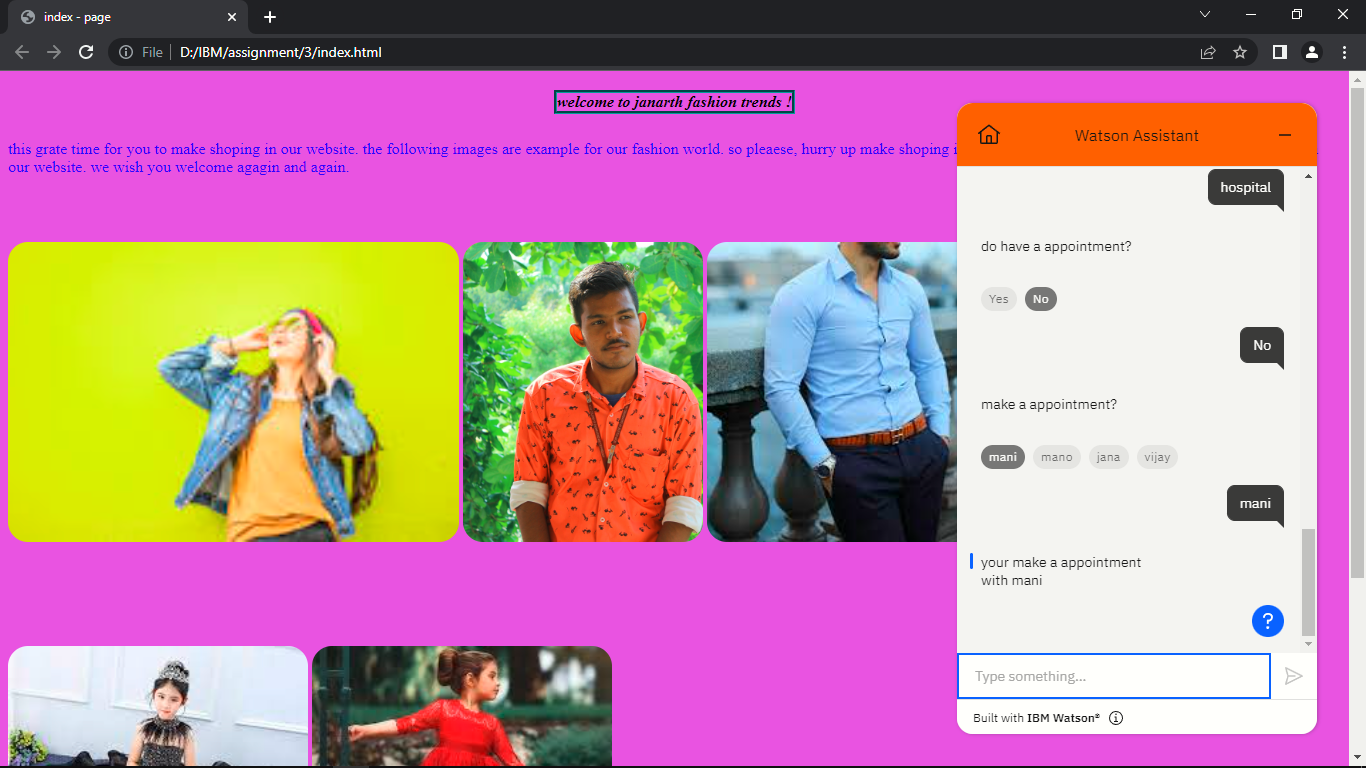 index - page
File
D:/IBM/assignment/3/index.html
welcome to janarth fashion trends !
this grate time for you to make shoping in our website. the following images are example for our fashion world. so pleaese, hurry up make shoping
our website. we wish you welcome agagin and again.
Watson Assistant
hospital
do have a appointment?
Yes No
No
make a appointment?
mani mano jana vijay
mani
your make a appointment
with mani
?
Type something...
Built with IBM Watson®